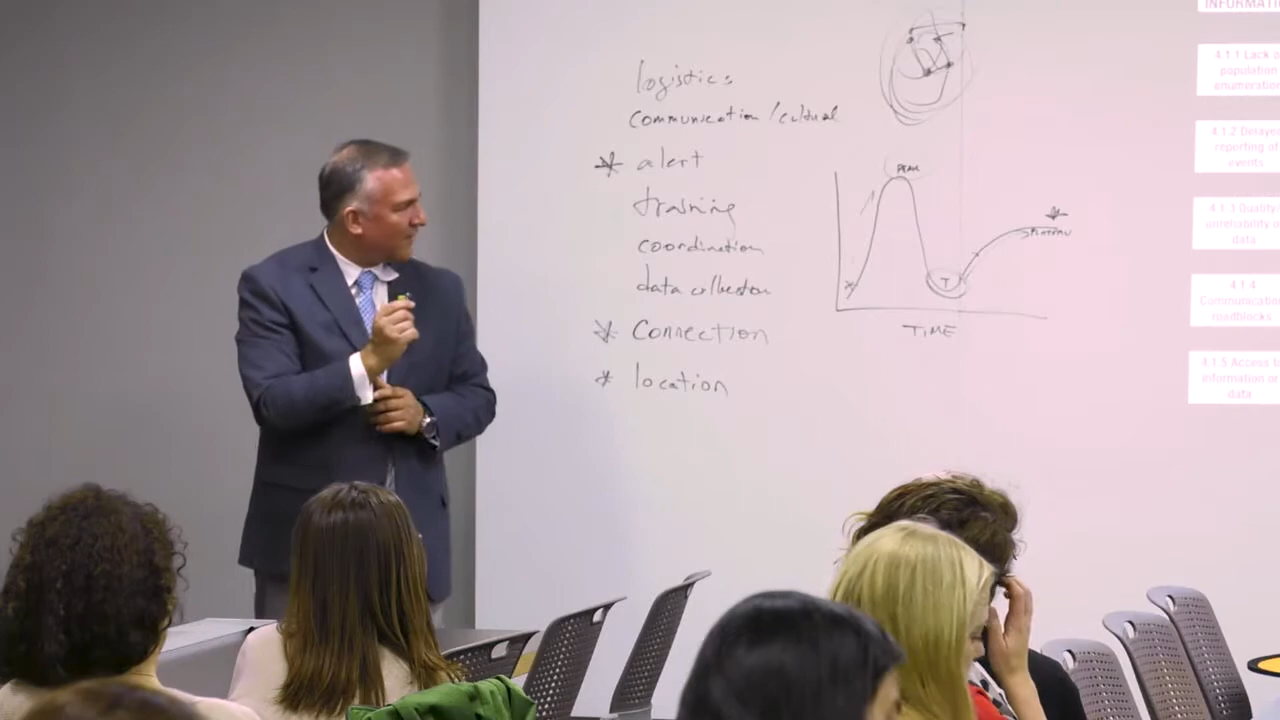 logistics
communication / cultural
* alert
training
coordination
data collection
* Connection
* location
PEAK
T
PLATEAU
TIME
INFORMATI
4.1.1 Lack o
population
enumeration
4.1.2 Delayed
reporting of
events
4.1.3 Quality/
unreliability o
data
4.1.4
Communication
roadblocks
4.1.5 Access to
information or
data